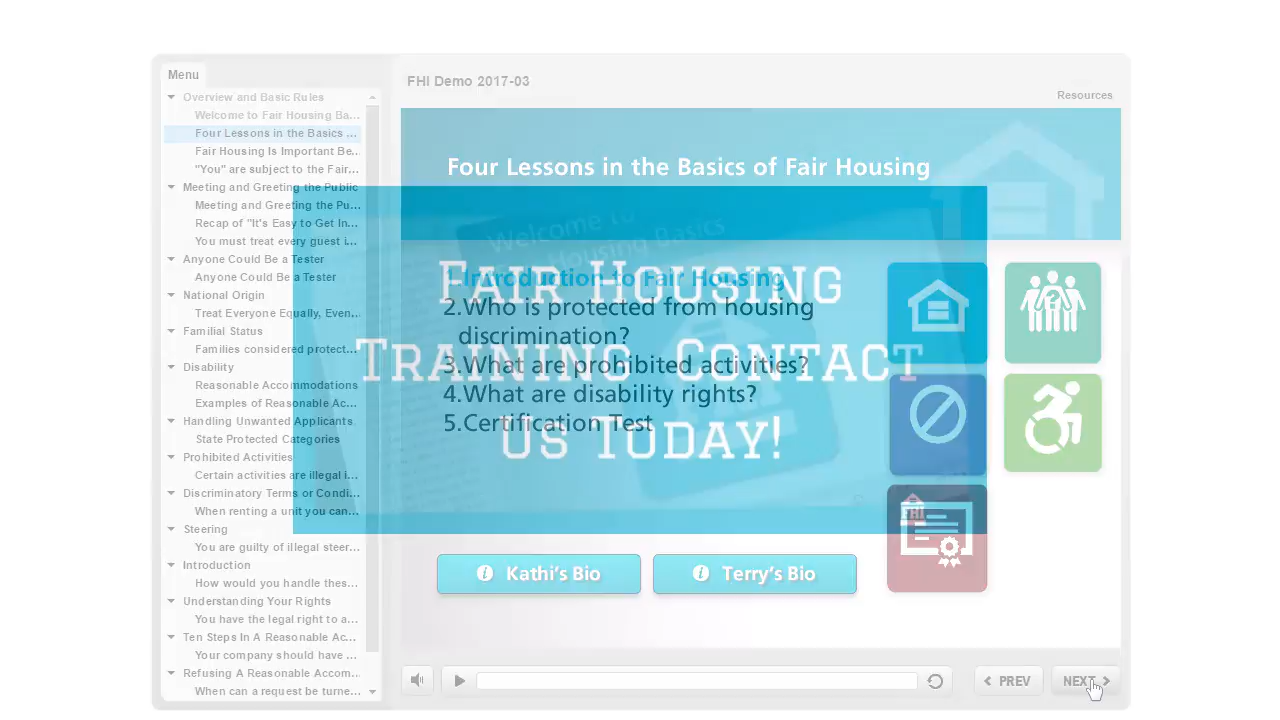 Menu
FHI Demo 2017-03
Resources
Overview and Basic Rules
Welcome to Fair Housing Ba...
Four Lessons in the Basics ...
Fair Housing Is Important Be...
"You" are subject to the Fair...
Meeting and Greeting the Public
Meeting and Greeting the Pu...
Recap of "It's Easy to Get In...
You must treat every guest i...
Anyone Could Be a Tester
Anyone Could Be a Tester
National Origin
Treat Everyone Equally, Even...
Familial Status
Families considered protect...
Disability
Reasonable Accommodations
Examples of Reasonable Ac...
Handling Unwanted Applicants
State Protected Categories
Prohibited Activities
Certain activities are illegal i...
Discriminatory Terms or Condi...
When renting a unit you can...
Steering
You are guilty of illegal steer...
Introduction
How would you handle thes...
Understanding Your Rights
You have the legal right to a...
Ten Steps In A Reasonable Ac...
Your company should have ...
Refusing A Reasonable Accom...
When can a request be turne...
Four Lessons in the Basics of Fair Housing
Welcome to
Housing Basics
1.Introduction to Fair Housing
2.Who is protected from housing
discrimination?
3.What are prohibited activities?
4.What are disability rights?
5.Certification Test
Fair Housing
Training, Contact
Us Today!
FHI
Kathi's Bio
Terry's Bio
PREV
NEXT